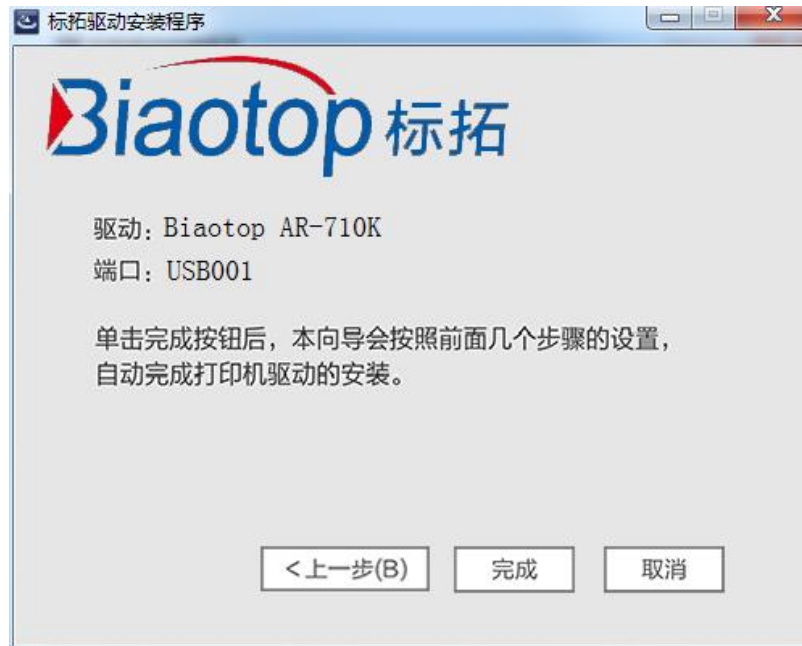 标拓驱动安装程序
Biaotop 标拓
驱动：Biaotop AR-710K
端口：USB001
单击完成按钮后，本向导会按照前面几个步骤的设置，
自动完成打印机驱动的安装。
<上一步(B) 完成 取消